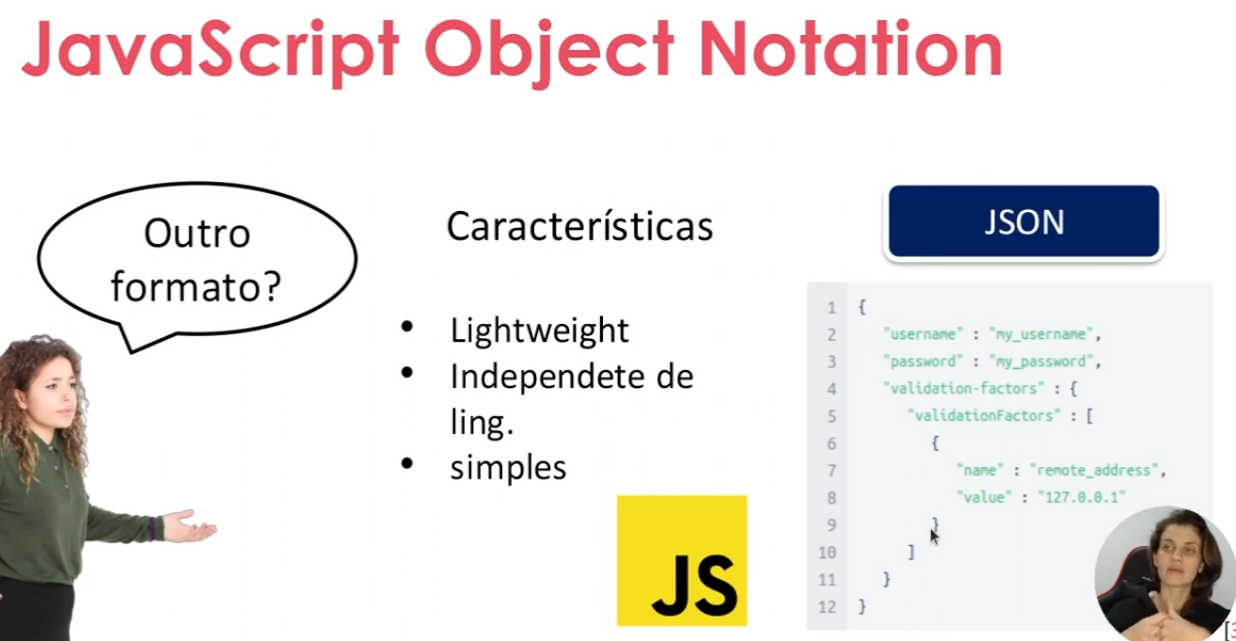 JavaScript Object Notation
Outro
formato?
Características
• Lightweight
• Independete de
ling.
• simples
JS
JSON
1 {
2 "username" : "my_username",
3 "password" : "my_password",
4 "validation-factors" : {
5 "validationFactors" : [
6 {
7 "name" : "remote_address",
8 "value" : "127.0.0.1"
9 }
10 ]
11 }
12 }